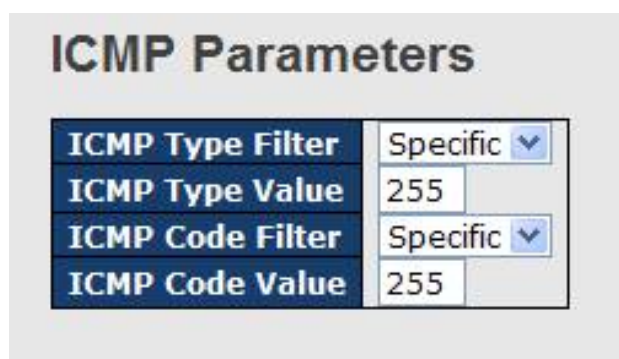 ICMP Parameters
ICMP Type Filter Specific
ICMP Type Value 255
ICMP Code Filter Specific
ICMP Code Value 255